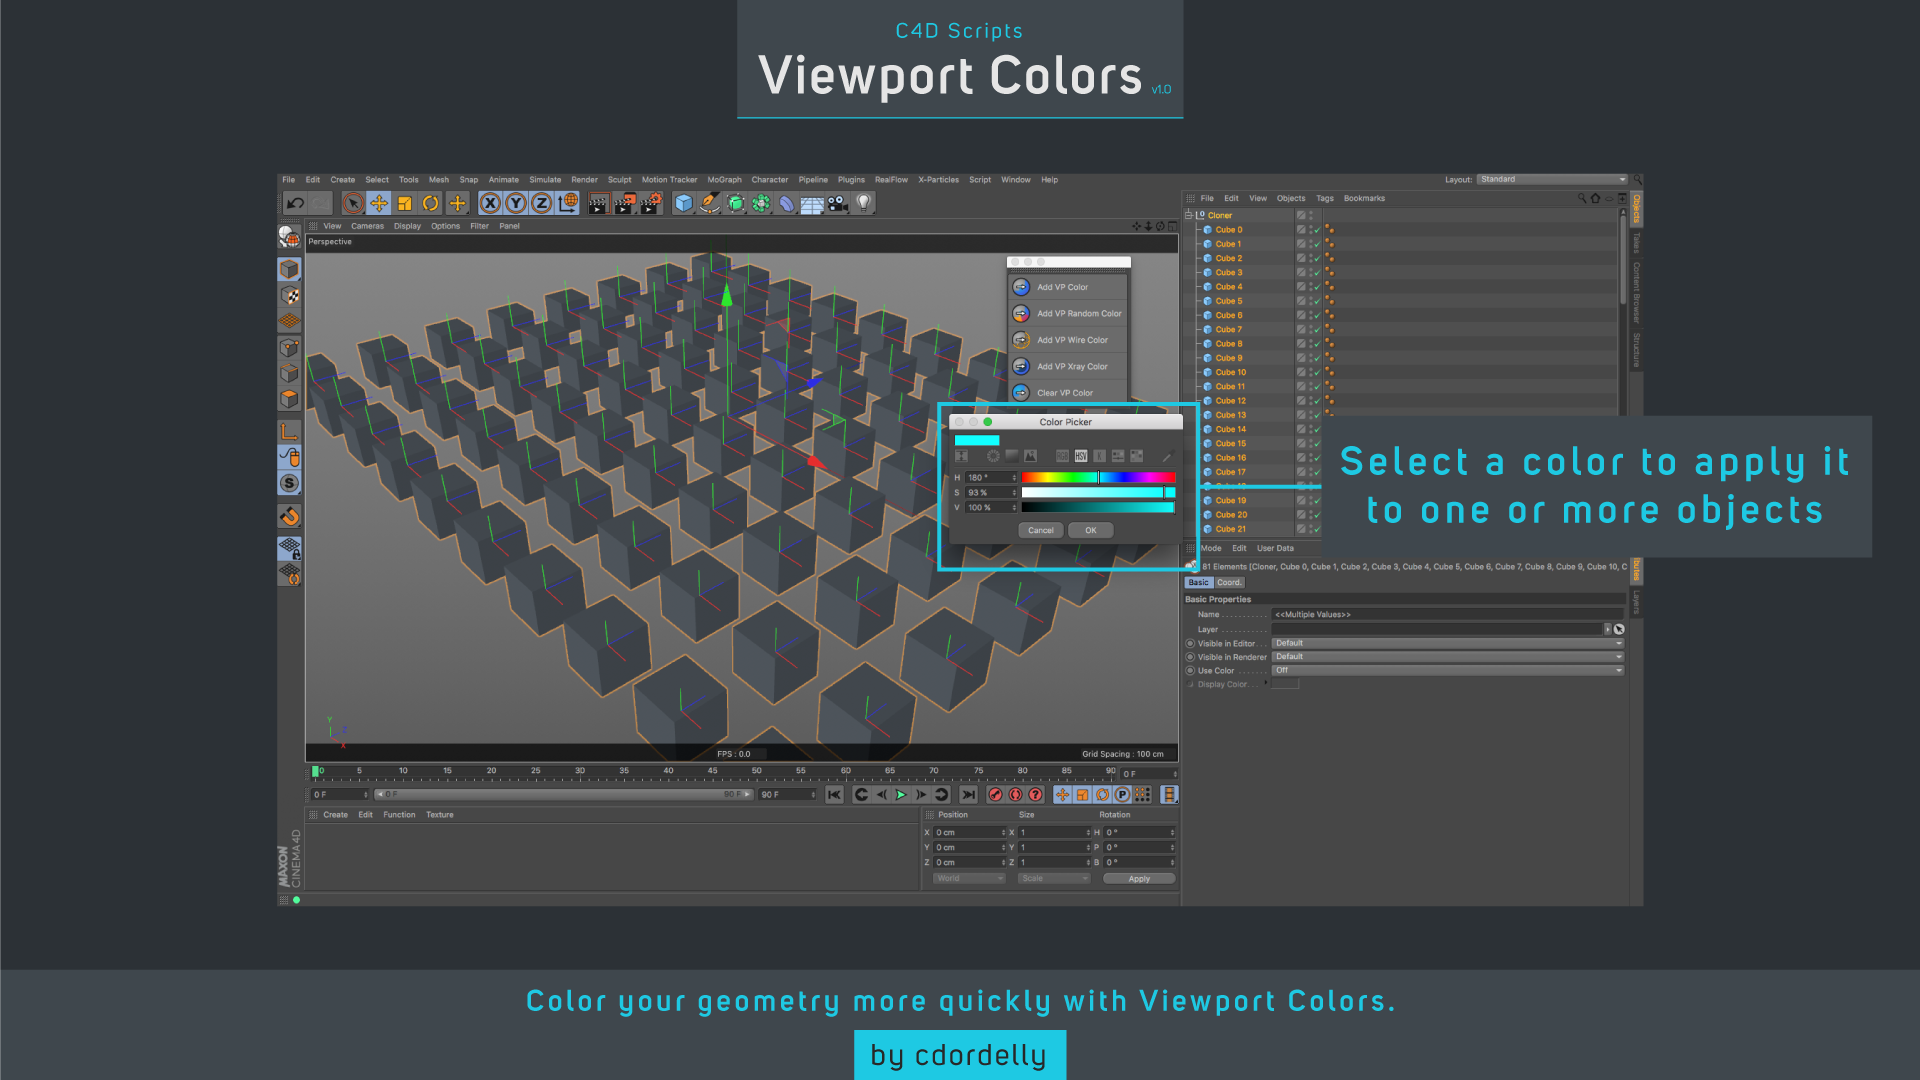 C4D Scripts
Viewport Colors v1.0
File Edit Create Select Tools Mesh Snap Animate Simulate Render Sculpt Motion Tracker MoGraph Character Pipeline Plugins RealFlow X-Particles Script Window Help
Layout: Standard
File Edit View Objects Tags Bookmarks
View Cameras Display Options Filter Panel
Perspective
Add VP Color
Add VP Random Color
Add VP Wire Color
Add VP Xray Color
Clear VP Color
Color Picker
HSV
H 180 °
S 93 %
V 100 %
Cancel OK
Cloner
Cube 0
Cube 1
Cube 2
Cube 3
Cube 4
Cube 5
Cube 6
Cube 7
Cube 8
Cube 9
Cube 10
Cube 11
Cube 12
Cube 13
Cube 14
Cube 15
Cube 16
Cube 17
Cube 19
Cube 20
Cube 21
Objects
Takes
Content Browser
Structure
Select a color to apply it
to one or more objects
Mode Edit User Data
81 Elements [Cloner, Cube 0, Cube 1, Cube 2, Cube 3, Cube 4, Cube 5, Cube 6, Cube 7, Cube 8, Cube 9, Cube 10, C
Basic Coord.
Basic Properties
Name <<Multiple Values>>
Layer
Visible in Editor Default
Visible in Renderer Default
Use Color Off
Display Color
Layers
Y
Z
X
FPS : 0.0
Grid Spacing : 100 cm
0 5 10 15 20 25 30 35 40 45 50 55 60 65 70 75 80 85 90 0 F
0 F 0 F 90 F 90 F
Create Edit Function Texture
Position Size Rotation
X 0 cm X 1 H 0 °
Y 0 cm Y 1 P 0 °
Z 0 cm Z 1 B 0 °
World Scale Apply
MAXON
CINEMA 4D
Color your geometry more quickly with Viewport Colors.
by cdordelly